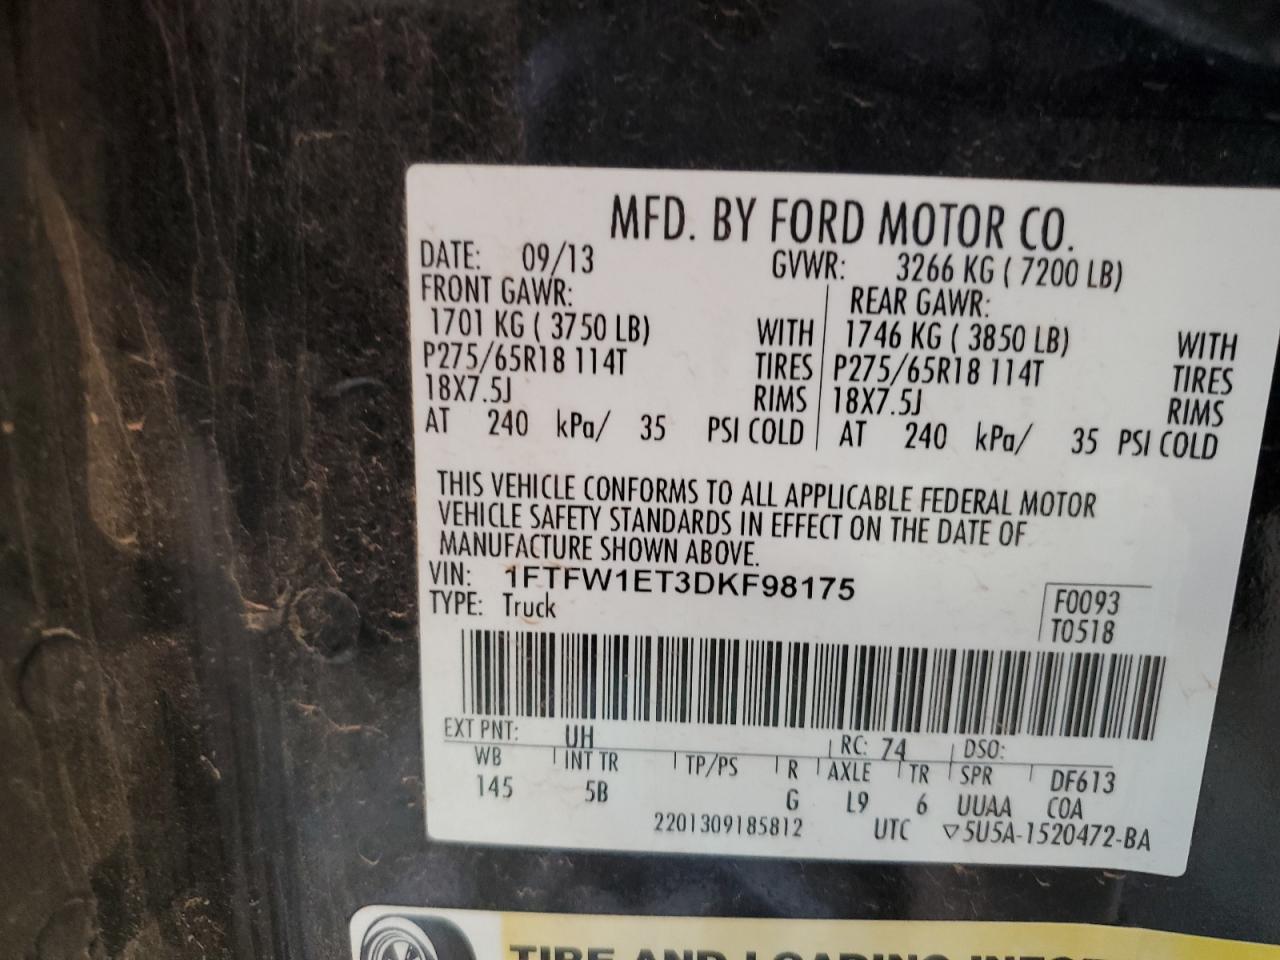 MFD. BY FORD MOTOR CO.
DATE: 09/13 GVWR: 3266 KG ( 7200 LB)
FRONT GAWR: REAR GAWR:
1701 KG ( 3750 LB) WITH 1746 KG ( 3850 LB) WITH
P275/65R18 114T TIRES P275/65R18 114T TIRES
18X7.5J RIMS 18X7.5J RIMS
AT 240 kPa/ 35 PSI COLD AT 240 kPa/ 35 PSI COLD
THIS VEHICLE CONFORMS TO ALL APPLICABLE FEDERAL MOTOR
VEHICLE SAFETY STANDARDS IN EFFECT ON THE DATE OF
MANUFACTURE SHOWN ABOVE.
VIN: 1FTFW1ET3DKF98175
TYPE: Truck
F0093
T0518
EXT PNT: UH RC: 74 DSO:
WB INT TR TP/PS R AXLE TR SPR DF613
145 5B G L9 6 UUAA COA
2201309185812 UTC ▽5U5A-1520472-BA
TIRE AND LOADING